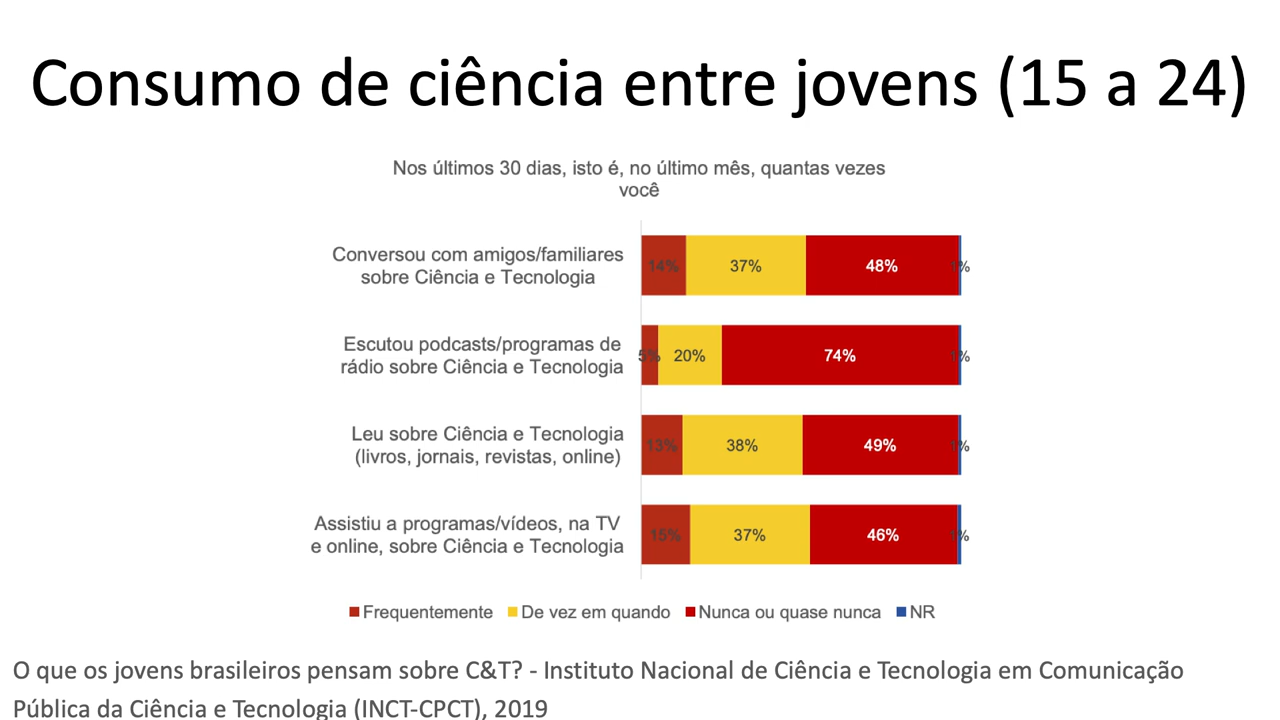 Consumo de ciência entre jovens (15 a 24)
Nos últimos 30 dias, isto é, no último mês, quantas vezes
você
Conversou com amigos/familiares
sobre Ciência e Tecnologia
14% 37% 48% 1%
Escutou podcasts/programas de
rádio sobre Ciência e Tecnologia
5% 20% 74% 1%
Leu sobre Ciência e Tecnologia
(livros, jornais, revistas, online)
13% 38% 49% 1%
Assistiu a programas/vídeos, na TV
e online, sobre Ciência e Tecnologia
15% 37% 46% 1%
Frequentemente De vez em quando Nunca ou quase nunca NR
O que os jovens brasileiros pensam sobre C&T? - Instituto Nacional de Ciência e Tecnologia em Comunicação
Pública da Ciência e Tecnologia (INCT-CPCT), 2019